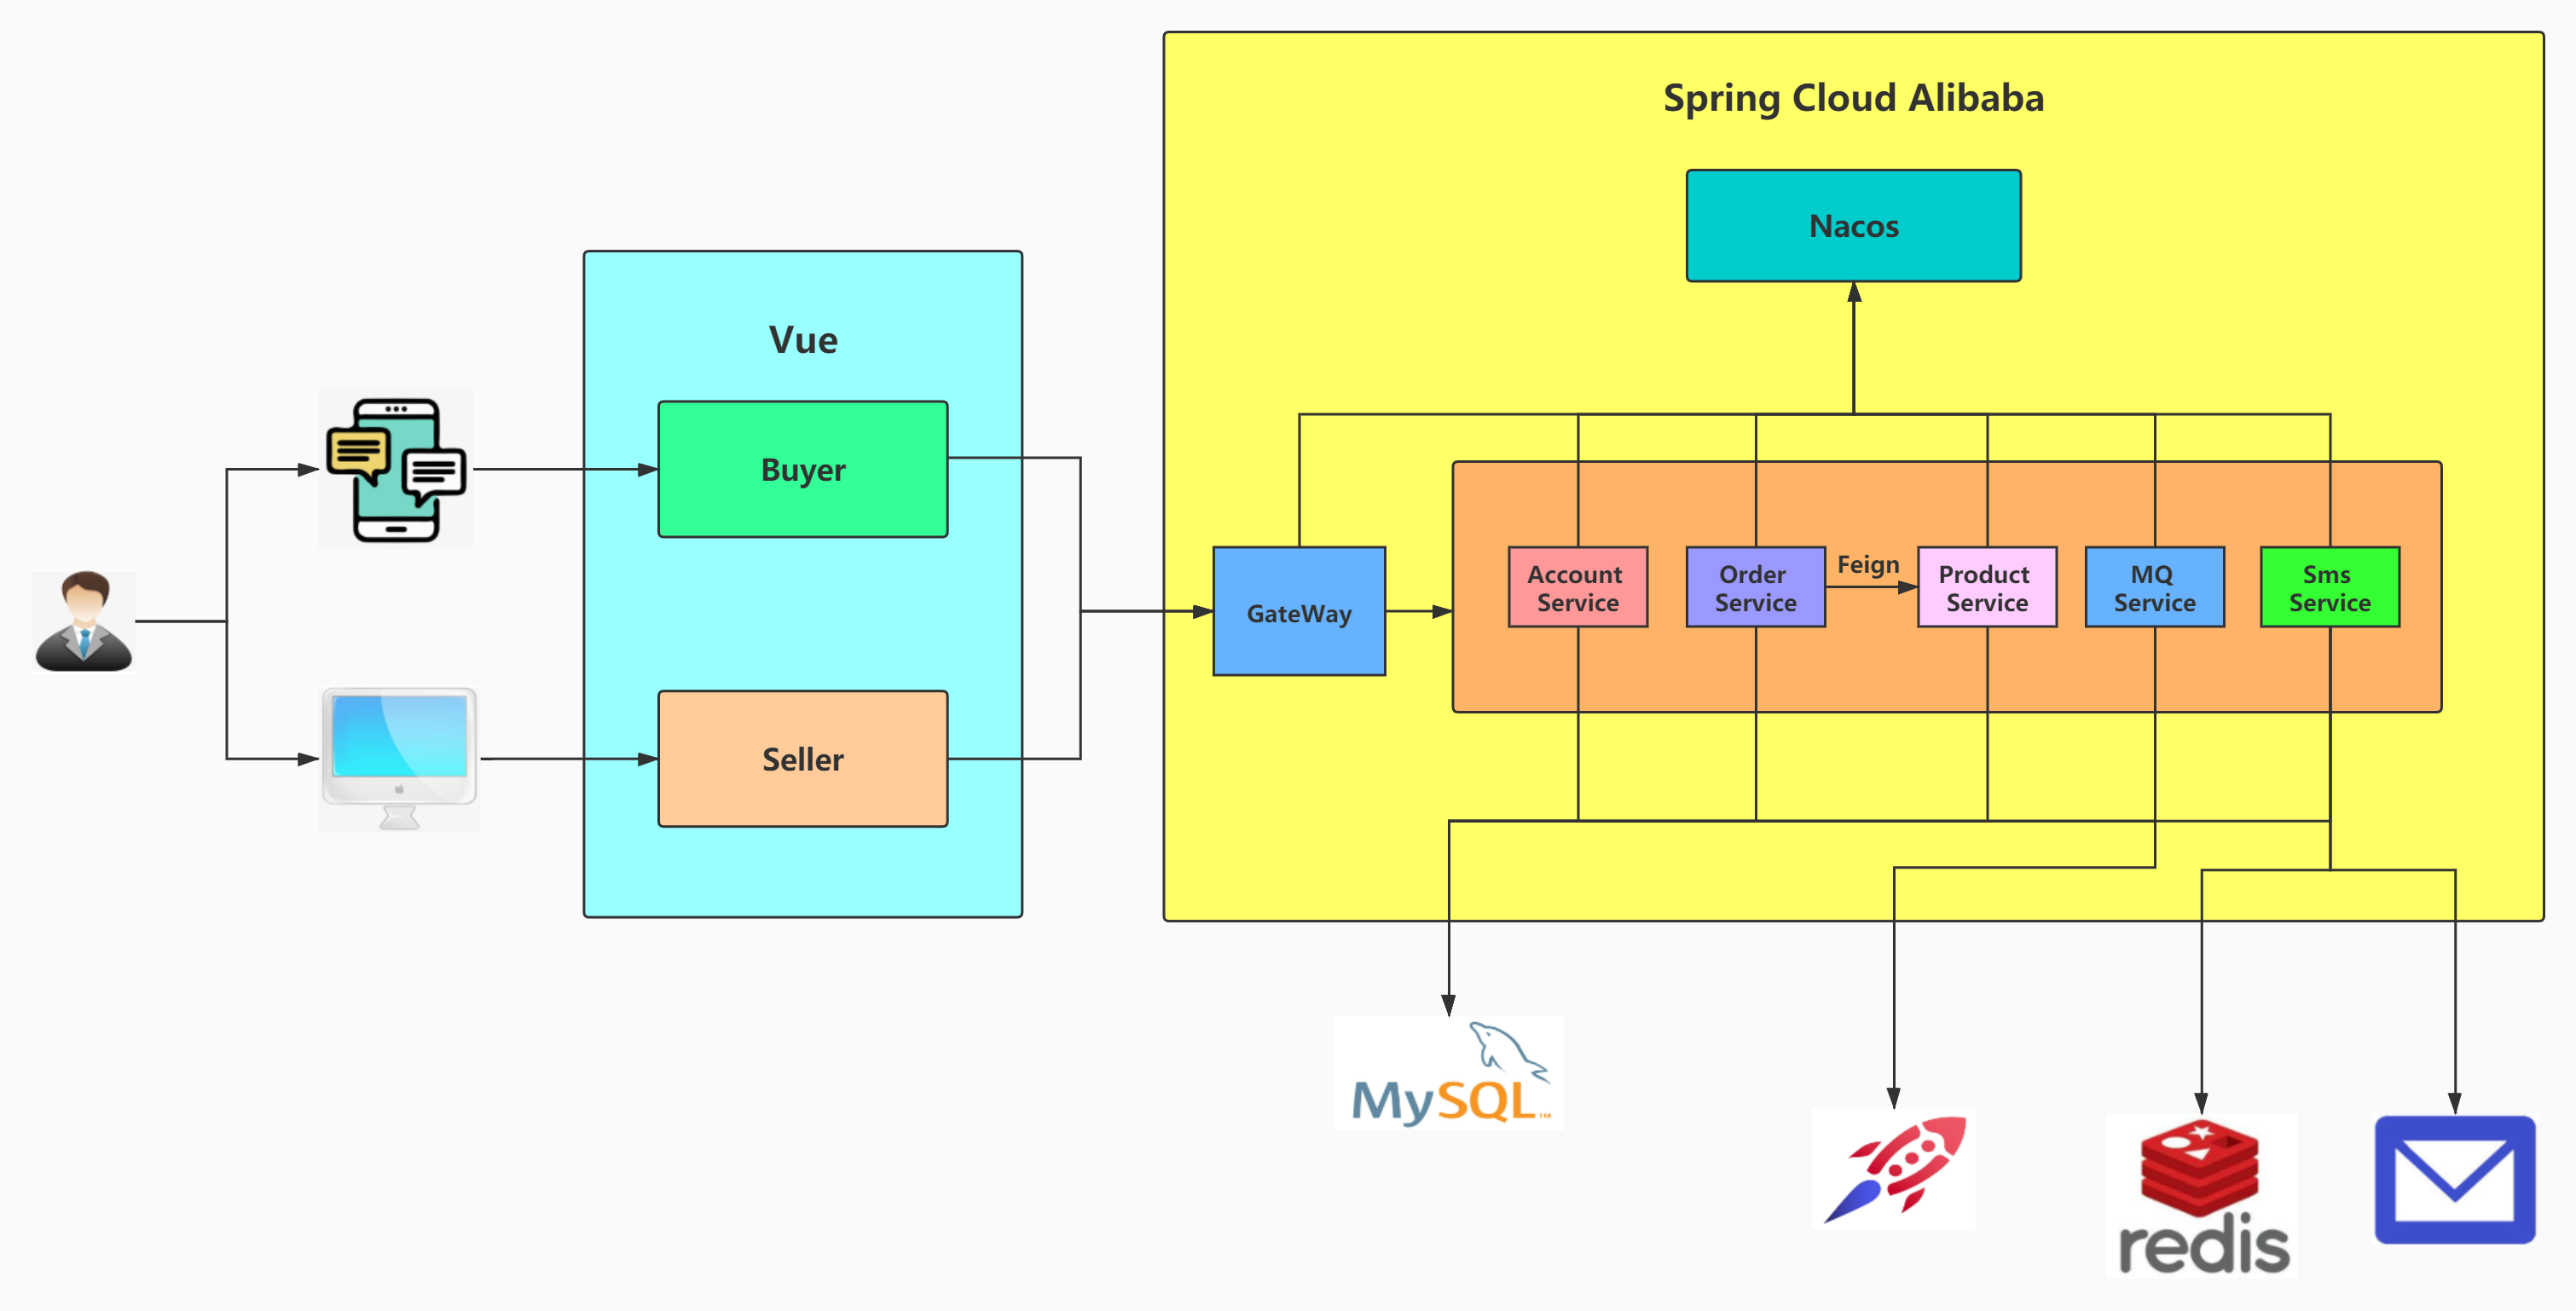 Spring Cloud Alibaba
Nacos
Vue
Buyer
Seller
GateWay
Account
Service
Order
Service
Feign
Product
Service
MQ
Service
Sms
Service
MySQL™
redis